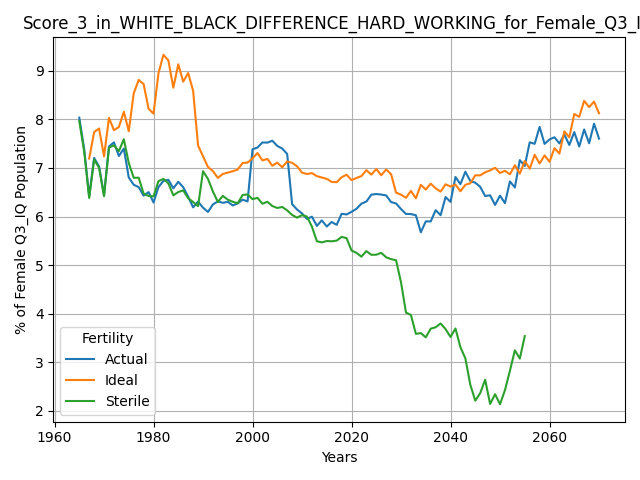 Score_3_in_WHITE_BLACK_DIFFERENCE_HARD_WORKING_for_Female_Q3_I
% of Female Q3_IQ Population
9
8
7
6
5
4
3
2
Fertility
Actual
Ideal
Sterile
1960
1980
2000
2020
2040
2060
Years